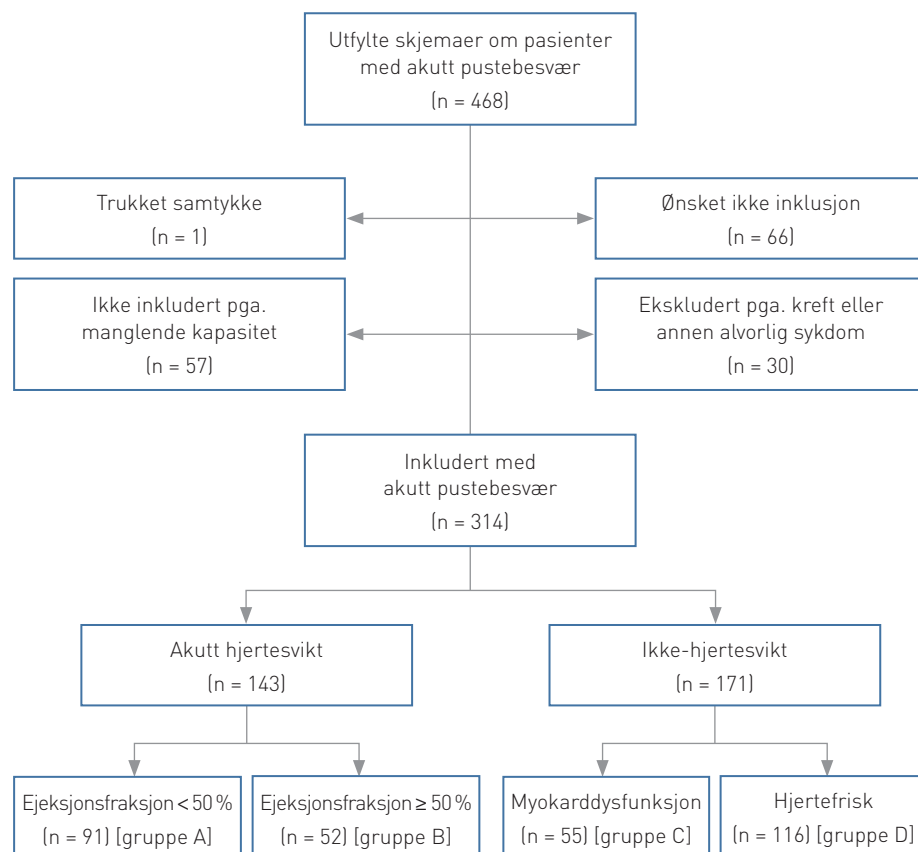 Utfylte skjemaer om pasienter
med akutt pustebesvær
(n = 468)
Trukket samtykke
(n = 1)
Ønsket ikke inklusjon
(n = 66)
Ikke inkludert pga.
manglende kapasitet
(n = 57)
Ekskludert pga. kreft eller
annen alvorlig sykdom
(n = 30)
Inkludert med
akutt pustebesvær
(n = 314)
Akutt hjertesvikt
(n = 143)
Ikke-hjertesvikt
(n = 171)
Ejeksjonsfraksjon < 50 %
(n = 91) [gruppe A]
Ejeksjonsfraksjon ≥ 50 %
(n = 52) [gruppe B]
Myokarddysfunksjon
(n = 55) [gruppe C]
Hjertefrisk
(n = 116) [gruppe D]